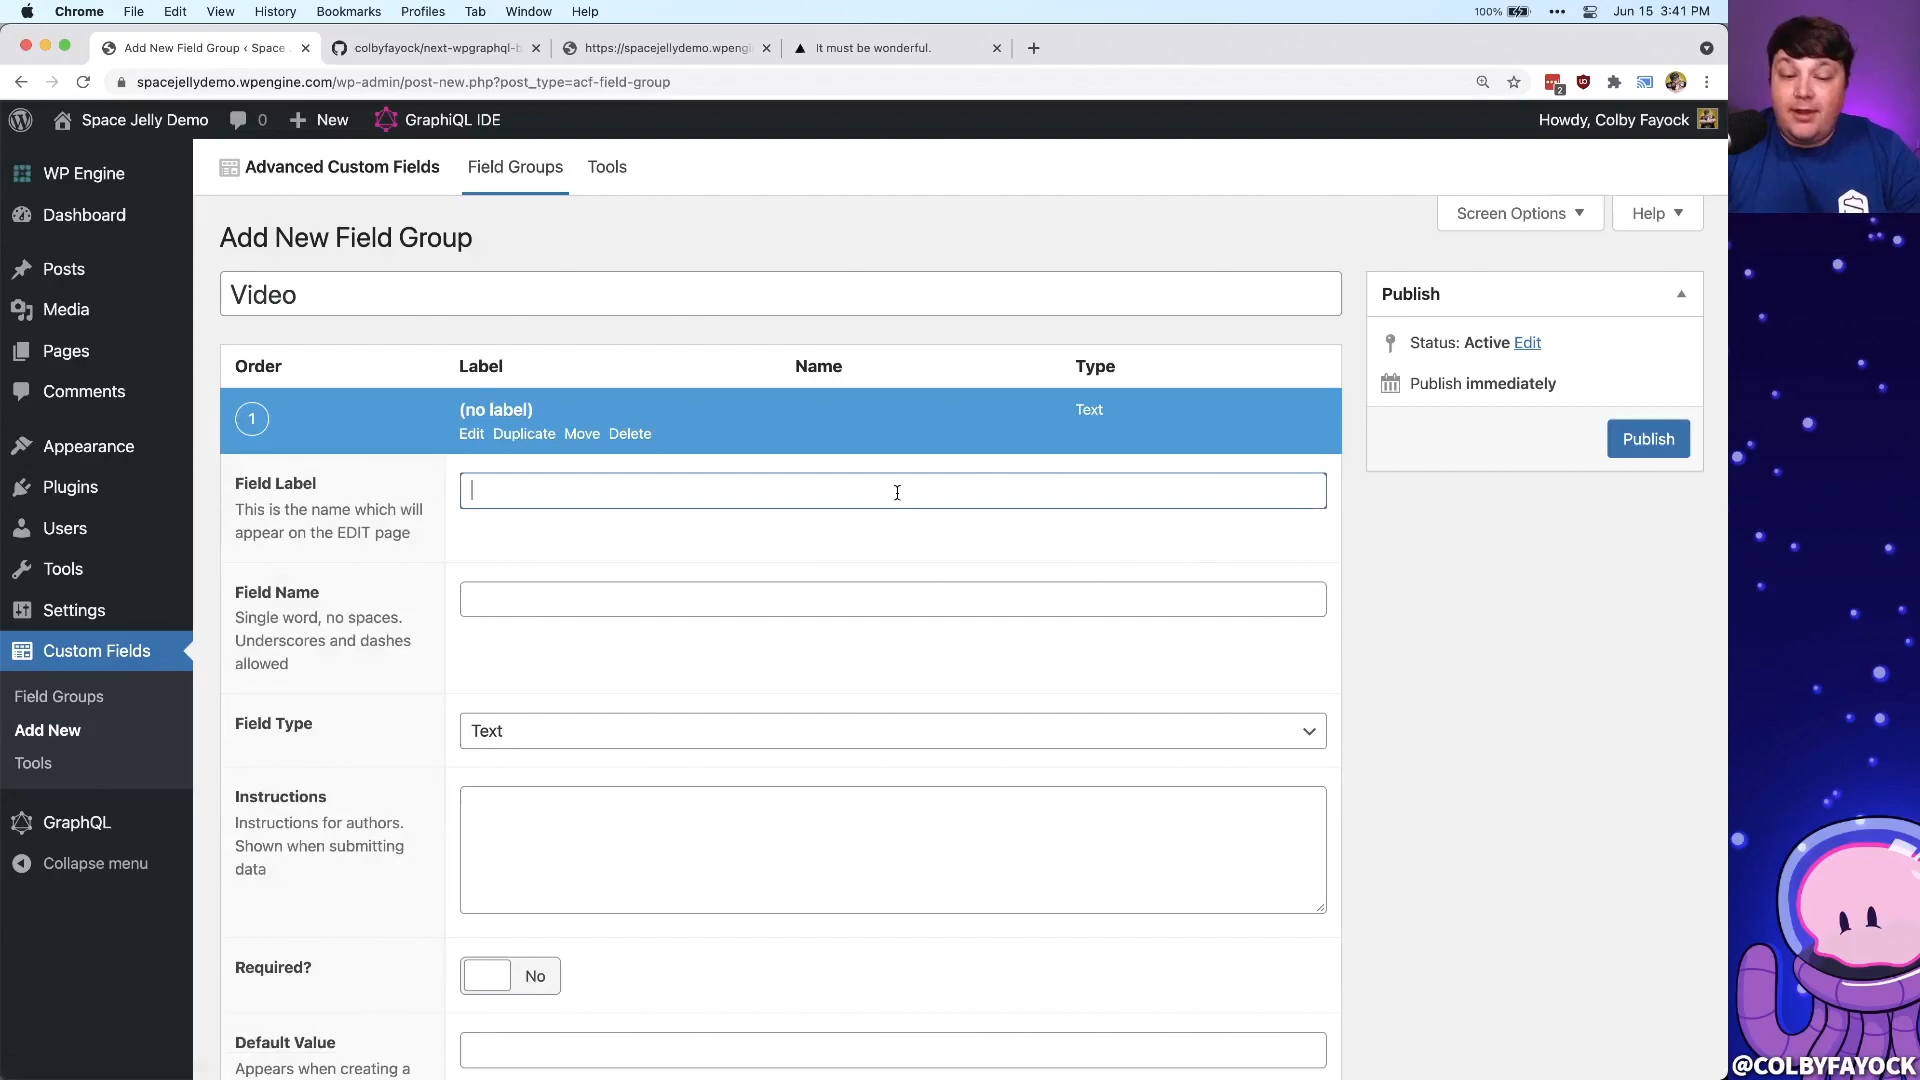 Chrome File Edit View History Bookmarks Profiles Tab Window Help 100% Jun 15 3:41 PM
Add New Field Group ‹ Space colbyfayock/next-wpgraphql-b https://spacejellydemo.wpengi It must be wonderful.
spacejellydemo.wpengine.com/wp-admin/post-new.php?post_type=acf-field-group 2
Space Jelly Demo 0 New GraphiQL IDE Howdy, Colby Fayock
WP Engine
Dashboard
Posts
Media
Pages
Comments
Appearance
Plugins
Users
Tools
Settings
Custom Fields
Field Groups
Add New
Tools
GraphQL
Collapse menu
Advanced Custom Fields Field Groups Tools
Screen Options Help
Add New Field Group
Video
Order Label Name Type
1 (no label) Text
Edit Duplicate Move Delete
Field Label
This is the name which will
appear on the EDIT page
Field Name
Single word, no spaces.
Underscores and dashes
allowed
Field Type
Text
Instructions
Instructions for authors.
Shown when submitting
data
Required?
No
Default Value
Appears when creating a
Publish
Status: Active Edit
Publish immediately
Publish
@COLBYFAYOCK